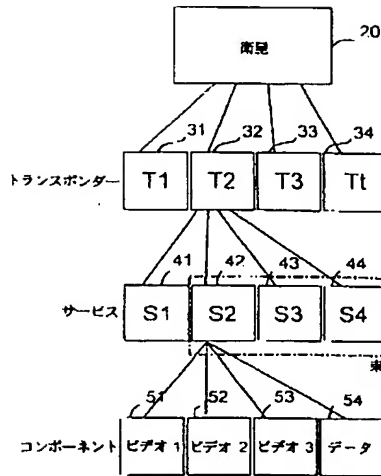 衛星
20
31 32 33 34
トランスポンダー T1 T2 T3 Tt
41 42 43 44
サービス S1 S2 S3 S4
束
51 52 53 54
コンポーネント ビデオ 1 ビデオ 2 ビデオ 3 データ